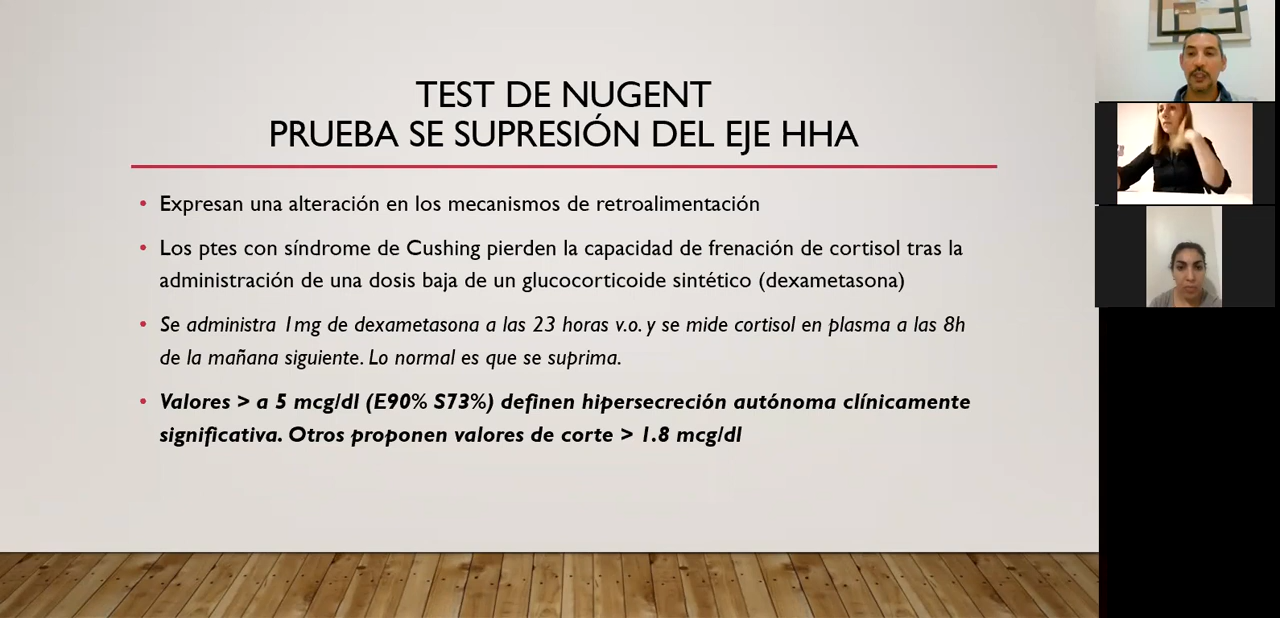 TEST DE NUGENT
PRUEBA SE SUPRESIÓN DEL EJE HHA
• Expresan una alteración en los mecanismos de retroalimentación
• Los ptes con síndrome de Cushing pierden la capacidad de frenación de cortisol tras la
administración de una dosis baja de un glucocorticoide sintético (dexametasona)
• Se administra 1mg de dexametasona a las 23 horas v.o. y se mide cortisol en plasma a las 8h
de la mañana siguiente. Lo normal es que se suprima.
• Valores > a 5 mcg/dl (E90% S73%) definen hipersecreción autónoma clínicamente
significativa. Otros proponen valores de corte > 1.8 mcg/dl